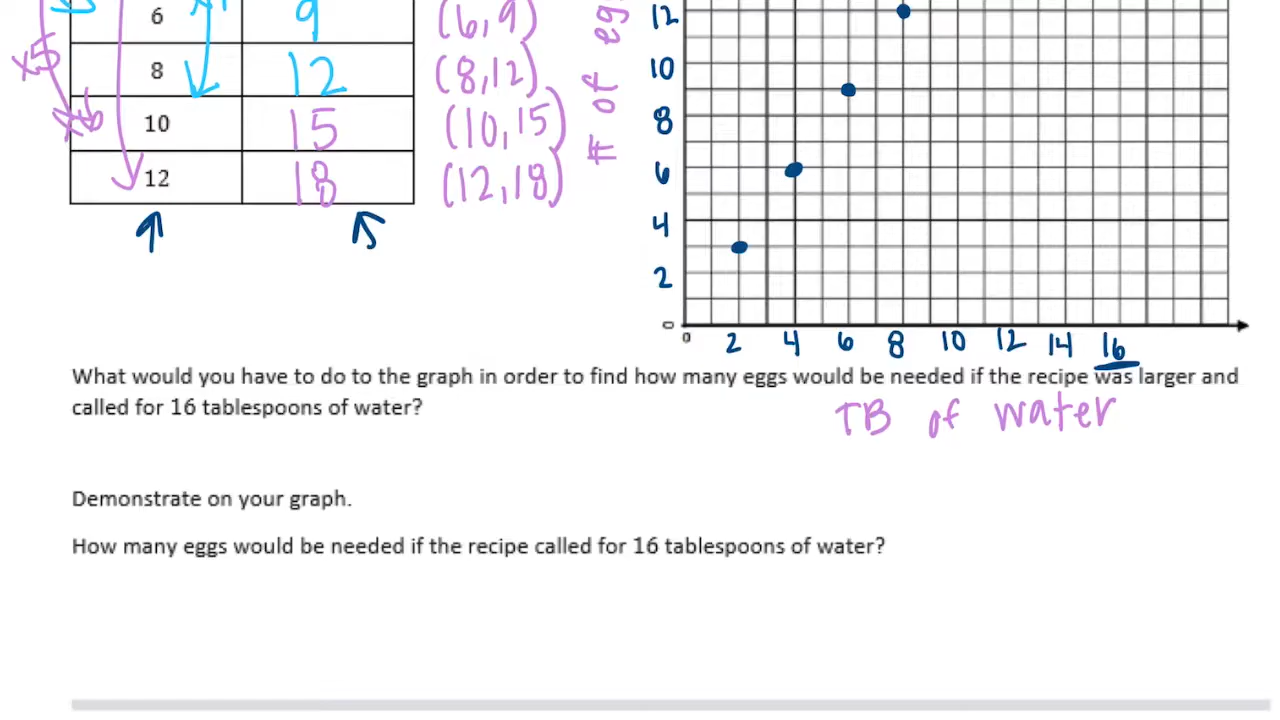 6 9 (6,9)
8 12 (8,12)
10 15 (10,15)
12 18 (12,18)
x5
x6
# of
12
10
8
6
4
2
0
0 2 4 6 8 10 12 14 16
What would you have to do to the graph in order to find how many eggs would be needed if the recipe was larger and
called for 16 tablespoons of water?
TB of water
Demonstrate on your graph.
How many eggs would be needed if the recipe called for 16 tablespoons of water?